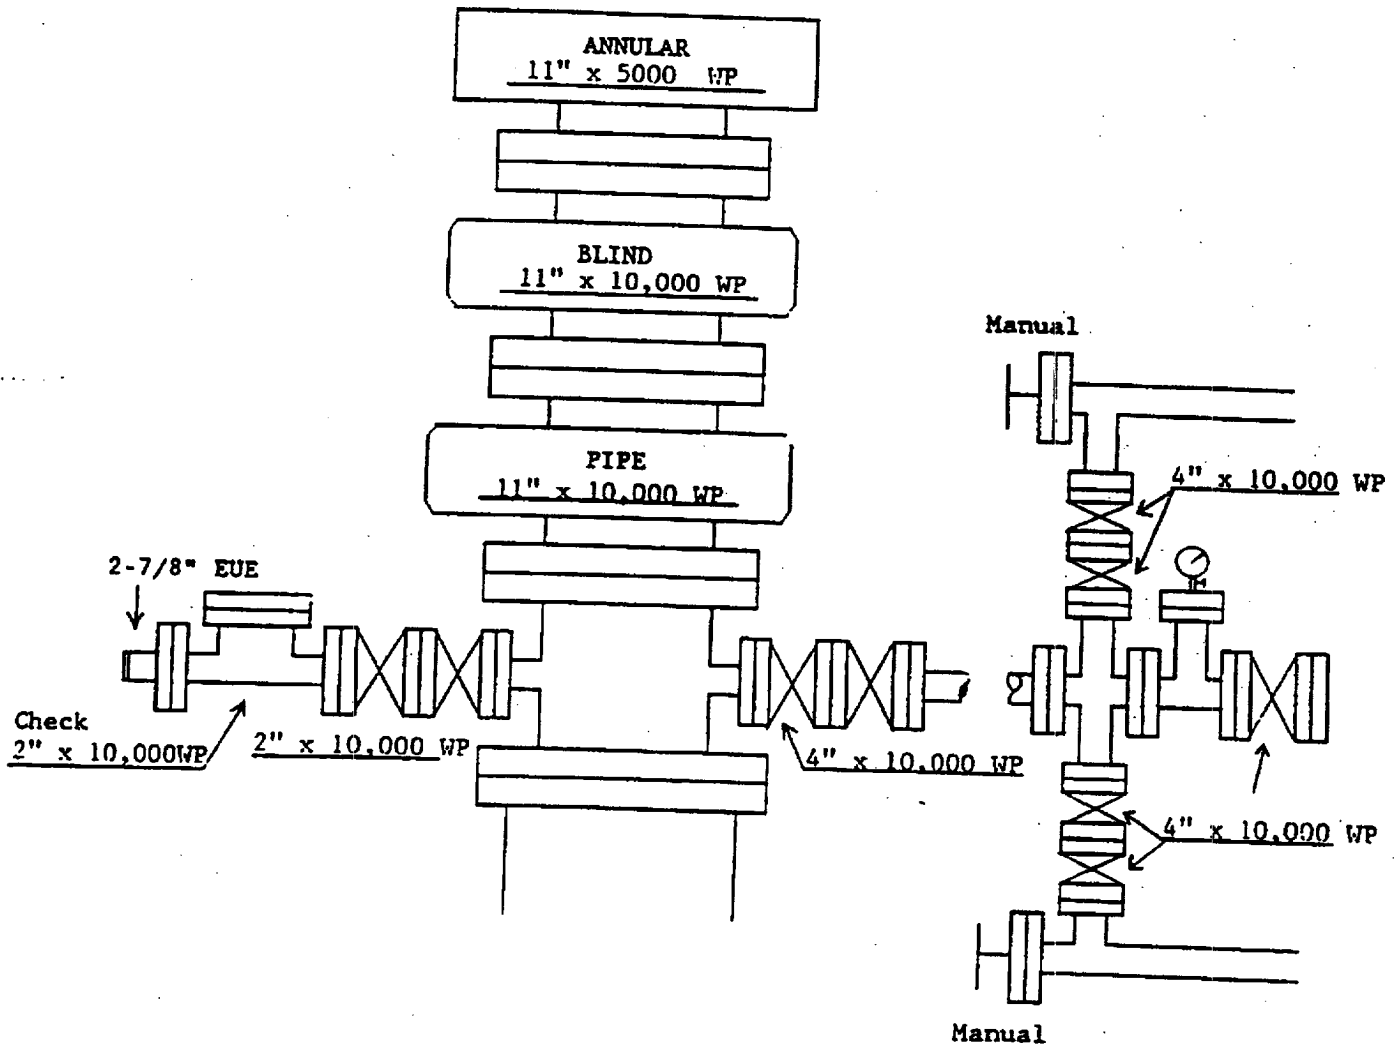 ANNULAR
11" x 5000 WP
BLIND
11" x 10,000 WP
Manual
PIPE
11" x 10,000 WP
4" x 10,000 WP
2-7/8" EUE
Check
2" x 10,000WP
2" x 10,000 WP
4" x 10,000 WP
4" x 10,000 WP
Manual